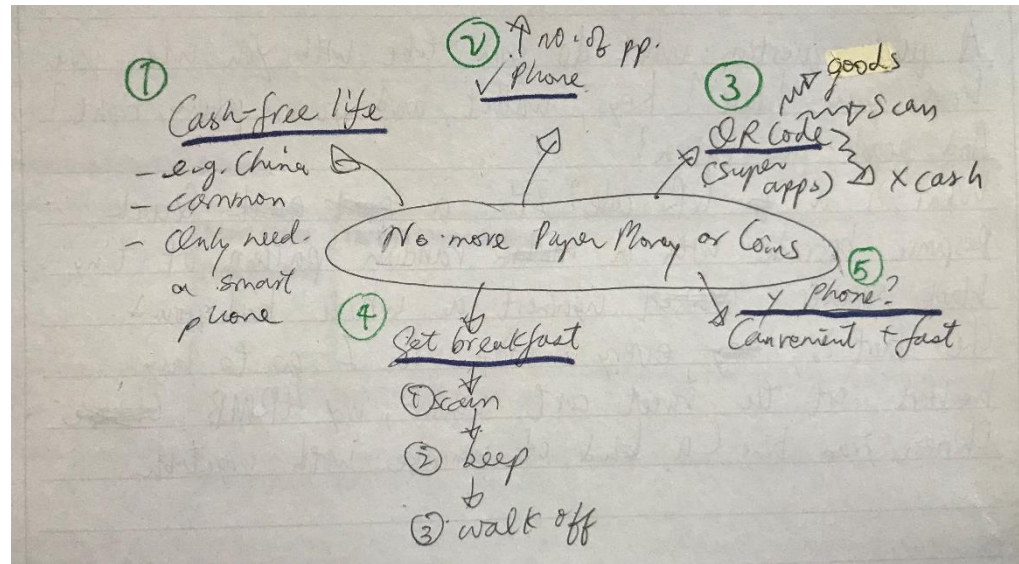 ①
Cash-free life
- e.g. China
- common
- Only need
a smart
phone
②
↑ no. of pp.
✓ Phone
③
QR Code
(super
apps)
goods
Scan
X cash
No more Paper Money or Coins
④
Get breakfast
① scan
② keep
③ walk off
⑤
y phone?
Convenient + fast